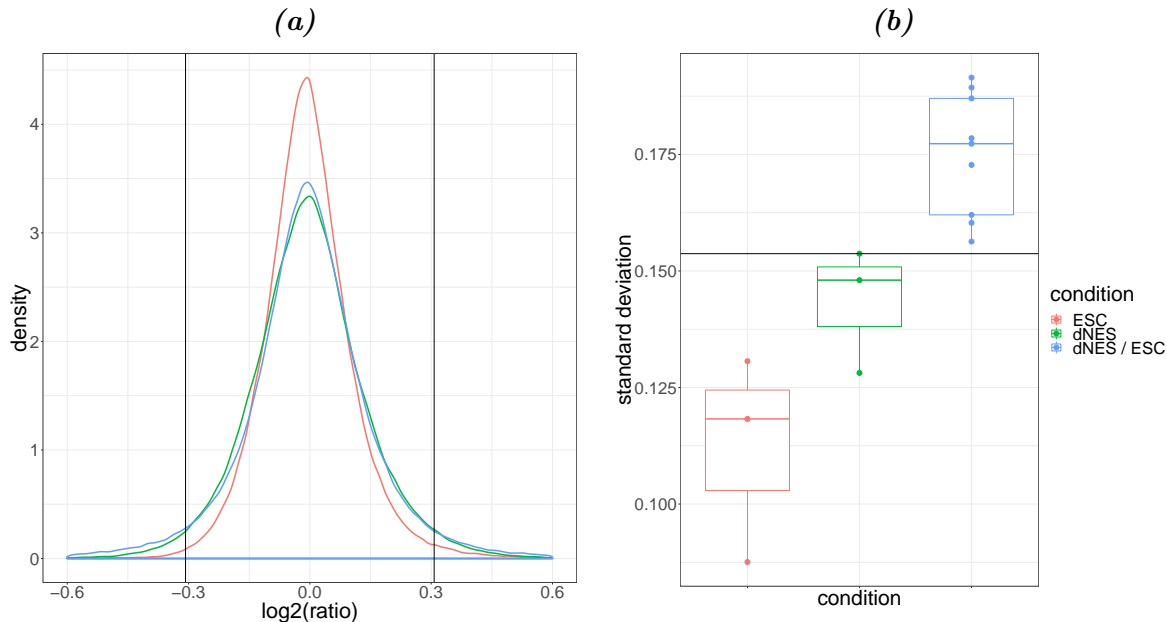 (a)
density
4
3
2
1
0
−0.6
−0.3
0.0
0.3
0.6
log2(ratio)
(b)
standard deviation
0.175
0.150
0.125
0.100
condition
condition
ESC
dNES
dNES / ESC